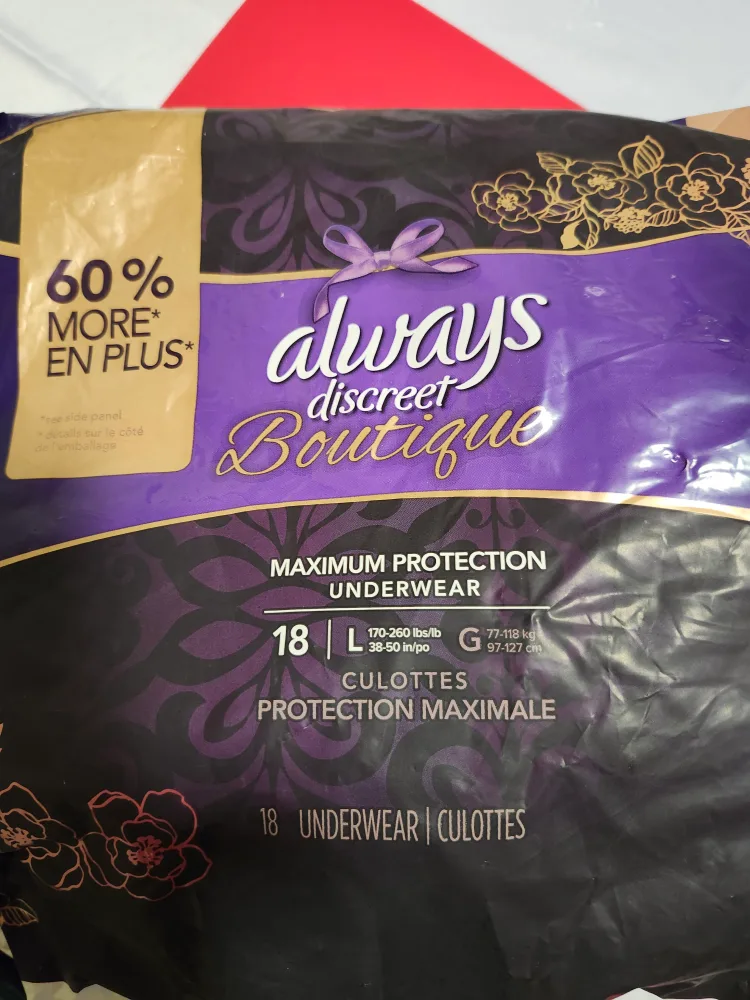 60%
MORE*
EN PLUS*
*see side panel
* détails sur le côté
de l'emballage
always
discreet
Boutique
MAXIMUM PROTECTION
UNDERWEAR
18 | L 170-260 lbs/lb G 77-118 kg
38-50 in/po 97-127 cm
CULOTTES
PROTECTION MAXIMALE
18 UNDERWEAR | CULOTTES